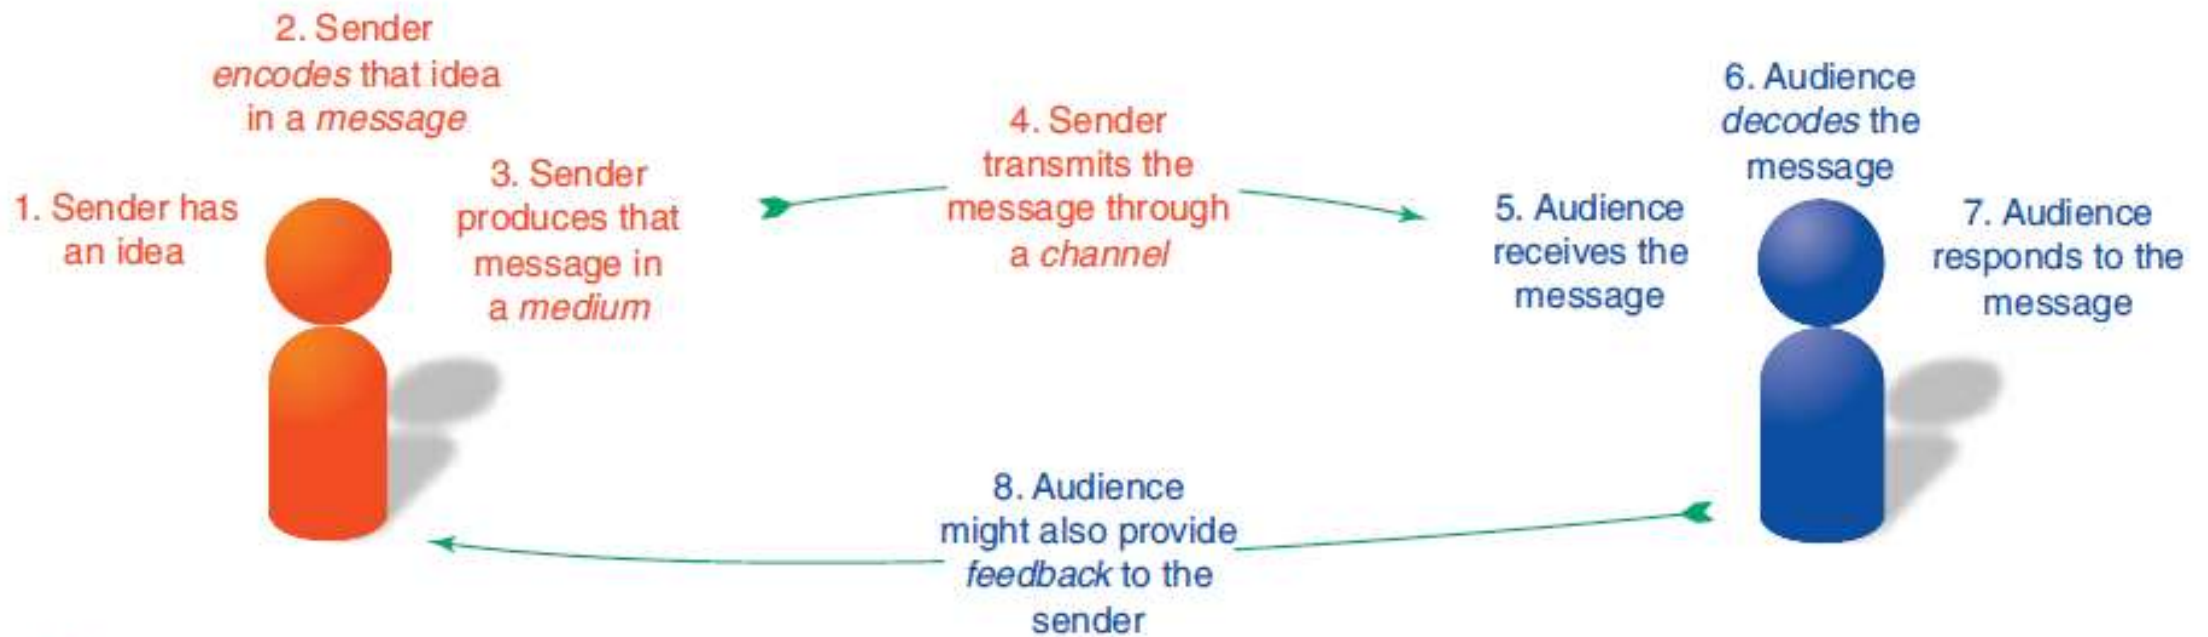 1. Sender has
an idea
2. Sender
encodes that idea
in a message
3. Sender
produces that
message in
a medium
4. Sender
transmits the
message through
a channel
5. Audience
receives the
message
6. Audience
decodes the
message
7. Audience
responds to the
message
8. Audience
might also provide
feedback to the
sender